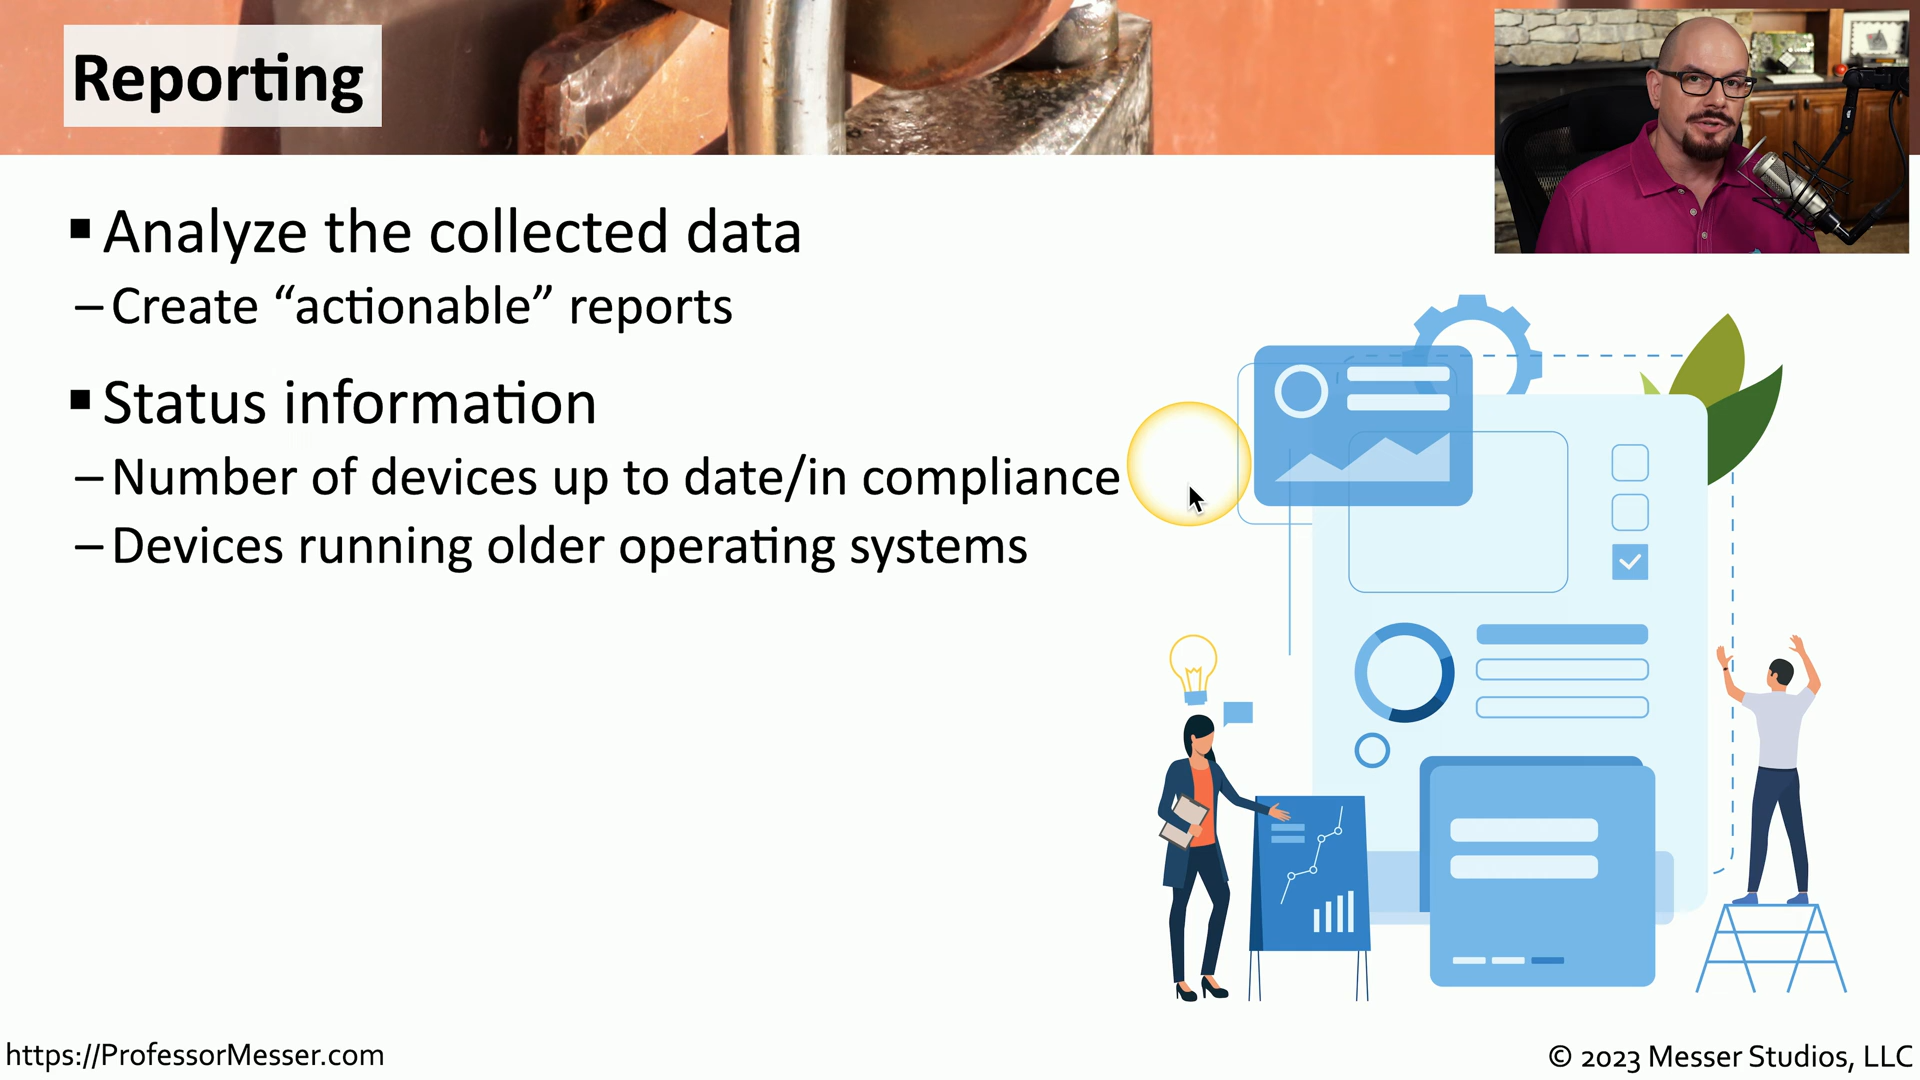 Reporting
▪ Analyze the collected data
– Create “actionable” reports
▪ Status information
– Number of devices up to date/in compliance
– Devices running older operating systems
https://ProfessorMesser.com
© 2023 Messer Studios, LLC